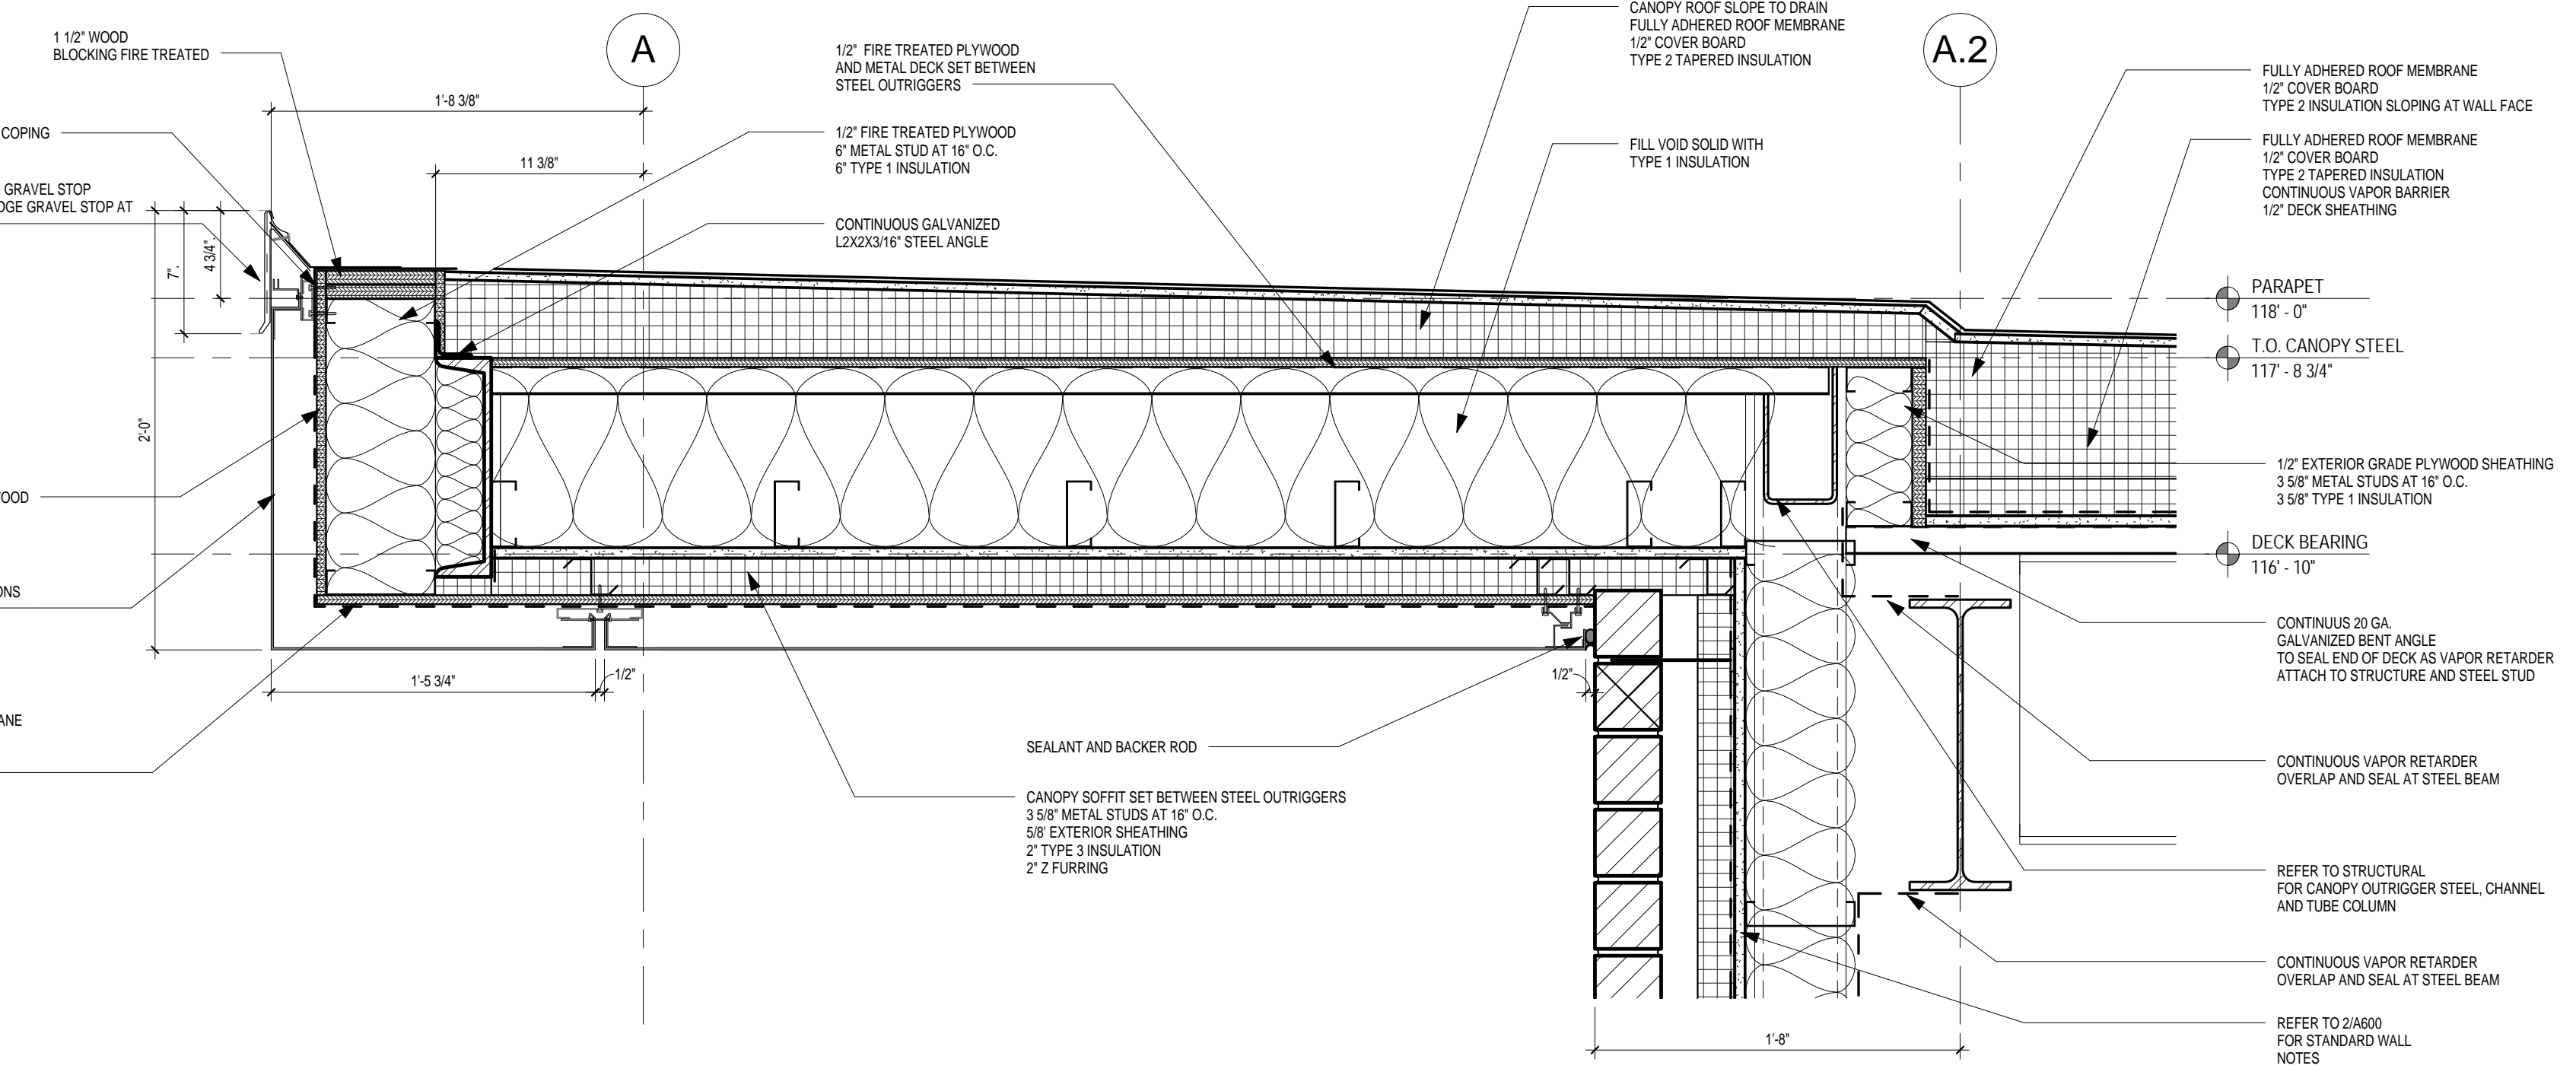 1 1/2" WOOD
BLOCKING FIRE TREATED
COPING
GRAVEL STOP
DGE GRAVEL STOP AT
OOD
ONS
ANE
A
A.2
1'-8 3/8"
11 3/8"
7".
4 3/4".
2'-0"
1'-5 3/4"
1/2"
1/2"
1'-8"
1/2" FIRE TREATED PLYWOOD
AND METAL DECK SET BETWEEN
STEEL OUTRIGGERS
1/2" FIRE TREATED PLYWOOD
6" METAL STUD AT 16" O.C.
6" TYPE 1 INSULATION
CONTINUOUS GALVANIZED
L2X2X3/16" STEEL ANGLE
CANOPY ROOF SLOPE TO DRAIN
FULLY ADHERED ROOF MEMBRANE
1/2" COVER BOARD
TYPE 2 TAPERED INSULATION
FILL VOID SOLID WITH
TYPE 1 INSULATION
SEALANT AND BACKER ROD
CANOPY SOFFIT SET BETWEEN STEEL OUTRIGGERS
3 5/8" METAL STUDS AT 16" O.C.
5/8' EXTERIOR SHEATHING
2" TYPE 3 INSULATION
2" Z FURRING
FULLY ADHERED ROOF MEMBRANE
1/2" COVER BOARD
TYPE 2 INSULATION SLOPING AT WALL FACE
FULLY ADHERED ROOF MEMBRANE
1/2" COVER BOARD
TYPE 2 TAPERED INSULATION
CONTINUOUS VAPOR BARRIER
1/2" DECK SHEATHING
PARAPET
118' - 0"
T.O. CANOPY STEEL
117' - 8 3/4"
1/2" EXTERIOR GRADE PLYWOOD SHEATHING
3 5/8" METAL STUDS AT 16" O.C.
3 5/8" TYPE 1 INSULATION
DECK BEARING
116' - 10"
CONTINUUS 20 GA.
GALVANIZED BENT ANGLE
TO SEAL END OF DECK AS VAPOR RETARDER
ATTACH TO STRUCTURE AND STEEL STUD
CONTINUOUS VAPOR RETARDER
OVERLAP AND SEAL AT STEEL BEAM
REFER TO STRUCTURAL
FOR CANOPY OUTRIGGER STEEL, CHANNEL
AND TUBE COLUMN
CONTINUOUS VAPOR RETARDER
OVERLAP AND SEAL AT STEEL BEAM
REFER TO 2/A600
FOR STANDARD WALL
NOTES